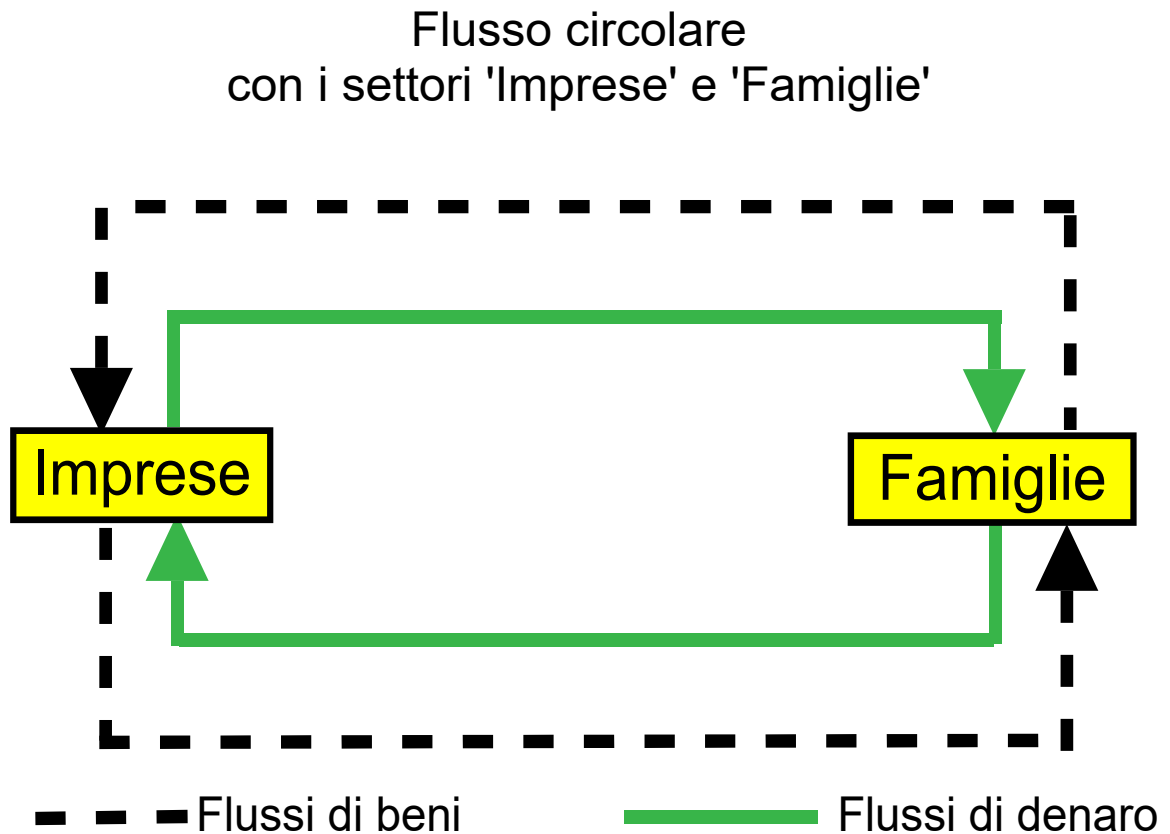 Flusso circolare
con i settori 'Imprese' e 'Famiglie'
Imprese
Famiglie
Flussi di beni
Flussi di denaro